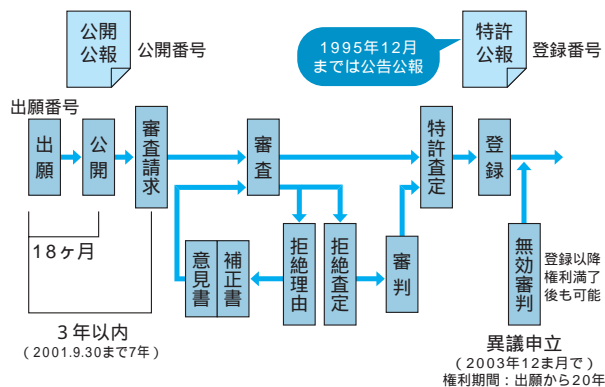 公開
公報
公開番号
1995年12月
までは公告公報
特許
公報
登録番号
出願番号
出願
公開
審査請求
審査
特許査定
登録
18ヶ月
意見書
補正書
拒絶理由
拒絶査定
審判
無効審判
登録以降
権利満了
後も可能
3年以内
(2001.9.30まで7年)
異議申立
(2003年12ま月で)
権利期間:出願から20年